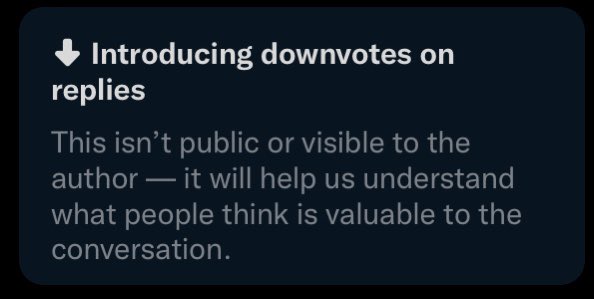 Introducing downvotes on
replies
This isn’t public or visible to the
author — it will help us understand
what people think is valuable to the
conversation.